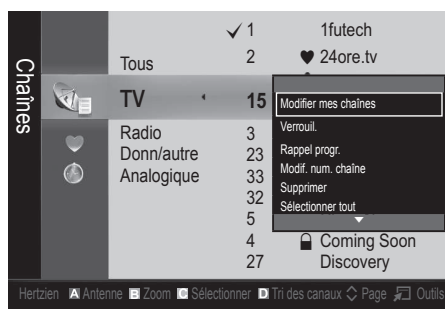 Chaînes
✓ 1 1futech
Tous 2 ♥ 24ore.tv
TV 15
Radio 3
Donn/autre 23
Analogique 33
32
5
4 Coming Soon
27 Discovery
Modifier mes chaînes
Verrouil.
Rappel progr.
Modif. num. chaîne
Supprimer
Sélectionner tout
Hertzien A Antenne B Zoom C Sélectionner D Tri des canaux Page Outils